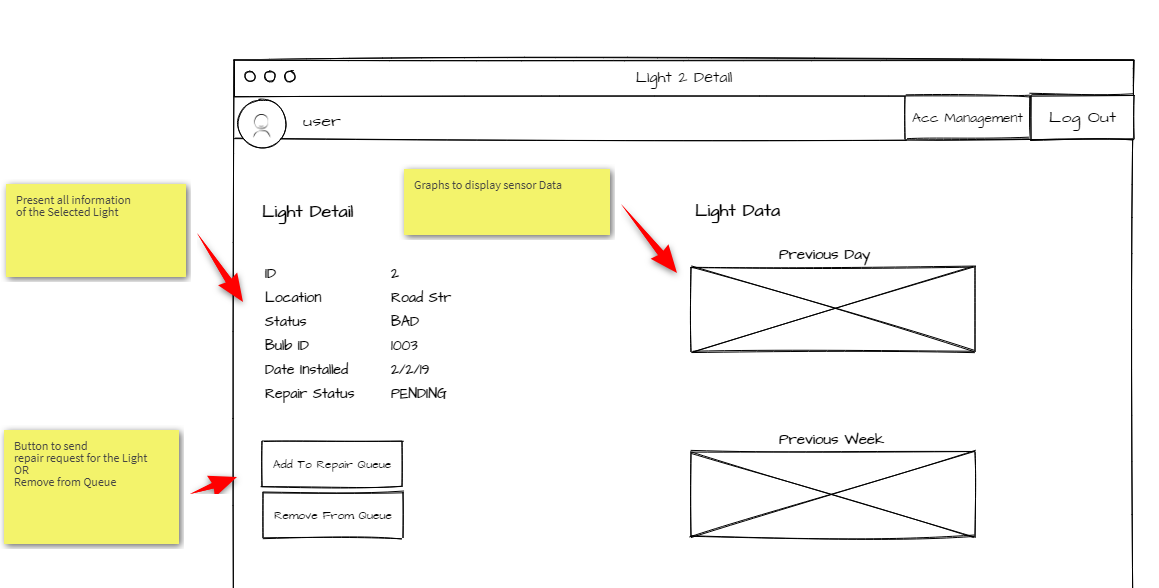 Light 2 Detail
user
Acc Management
Log Out
Present all information
of the Selected Light
Graphs to display sensor Data
Light Detail
Light Data
Previous Day
ID 2
Location Road Str
Status BAD
Bulb ID 1003
Date Installed 2/2/19
Repair Status PENDING
Button to send
repair request for the Light
OR
Remove from Queue
Add To Repair Queue
Remove From Queue
Previous Week